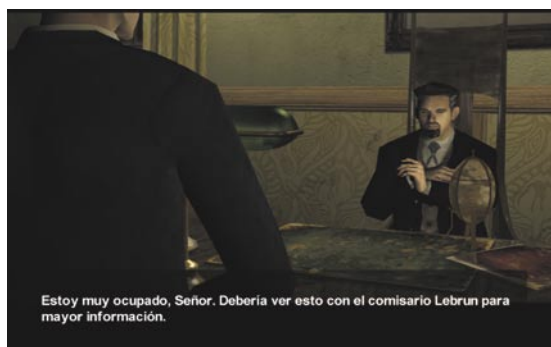 Estoy muy ocupado, Señor. Debería ver esto con el comisario Lebrun para
mayor información.